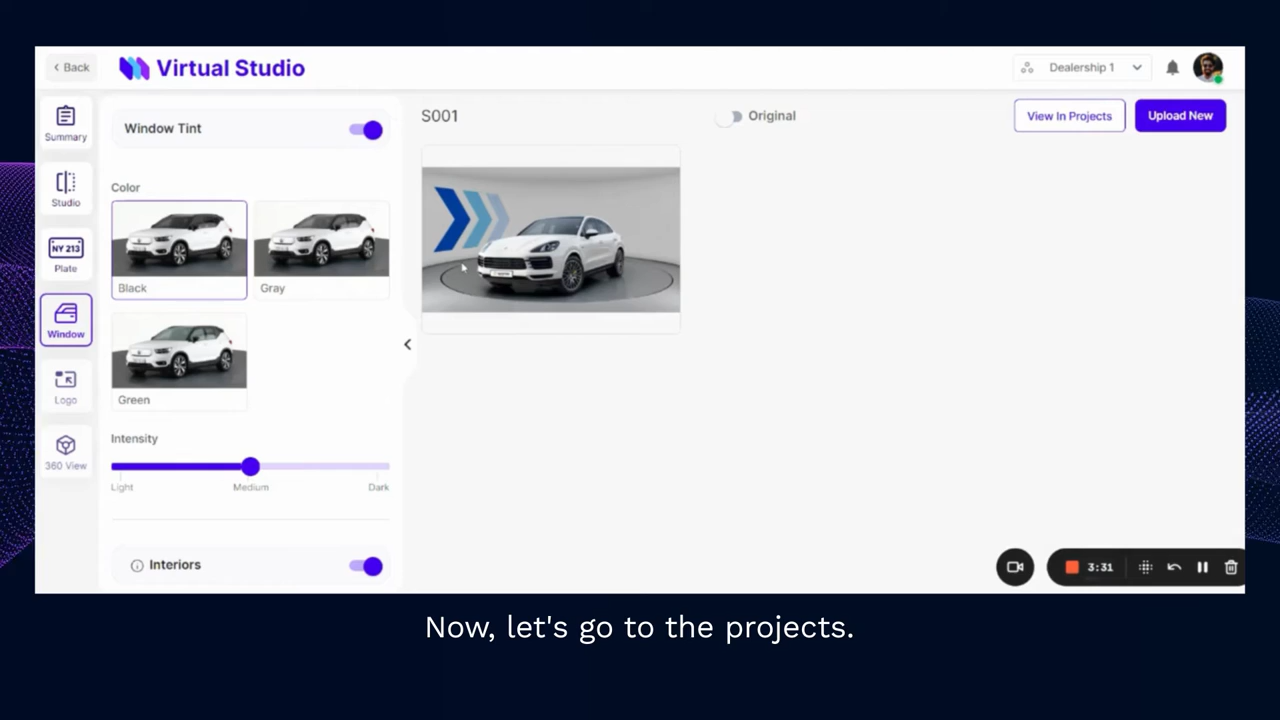 Back
Virtual Studio
Dealership 1
Summary
Studio
NY 213
Plate
Window
Logo
360 View
Window Tint
Color
Black
Gray
Green
Intensity
Light
Medium
Dark
Interiors
S001
Original
View In Projects
Upload New
3:31
Now, let's go to the projects.